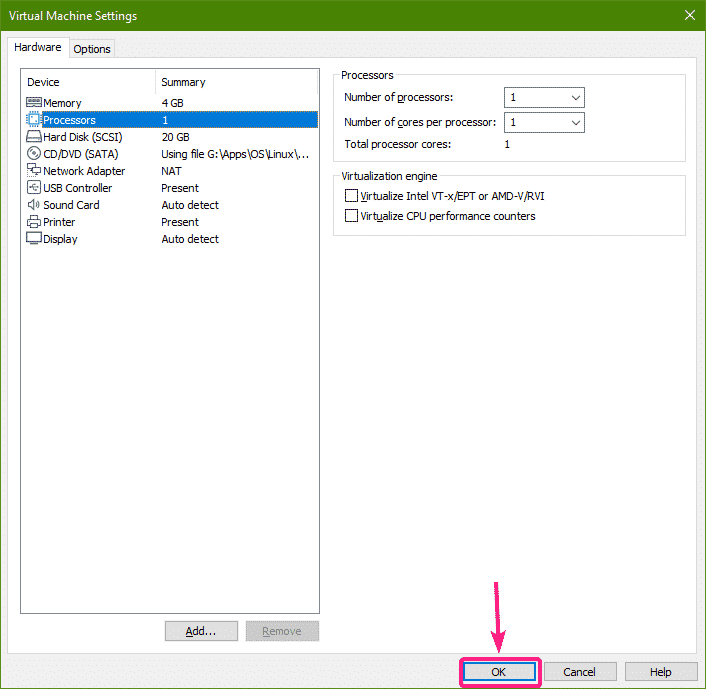 Virtual Machine Settings
Hardware
Options
Device Summary
Memory 4 GB
Processors 1
Hard Disk (SCSI) 20 GB
CD/DVD (SATA) Using file G:\Apps\OS\Linux\...
Network Adapter NAT
USB Controller Present
Sound Card Auto detect
Printer Present
Display Auto detect
Add...
Remove
Processors
Number of processors: 1
Number of cores per processor: 1
Total processor cores: 1
Virtualization engine
Virtualize Intel VT-x/EPT or AMD-V/RVI
Virtualize CPU performance counters
OK
Cancel
Help